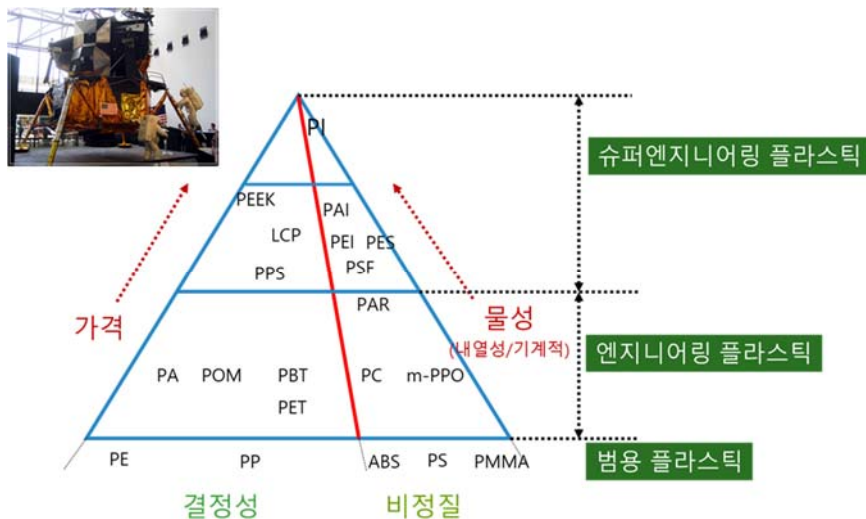 PI
슈퍼엔지니어링 플라스틱
PEEK
PAI
LCP
PEI PES
PPS
PSF
가격
PAR
물성
(내열성/기계적)
엔지니어링 플라스틱
PA POM PBT PC m-PPO
PET
PE PP ABS PS PMMA
범용 플라스틱
결정성 비정질